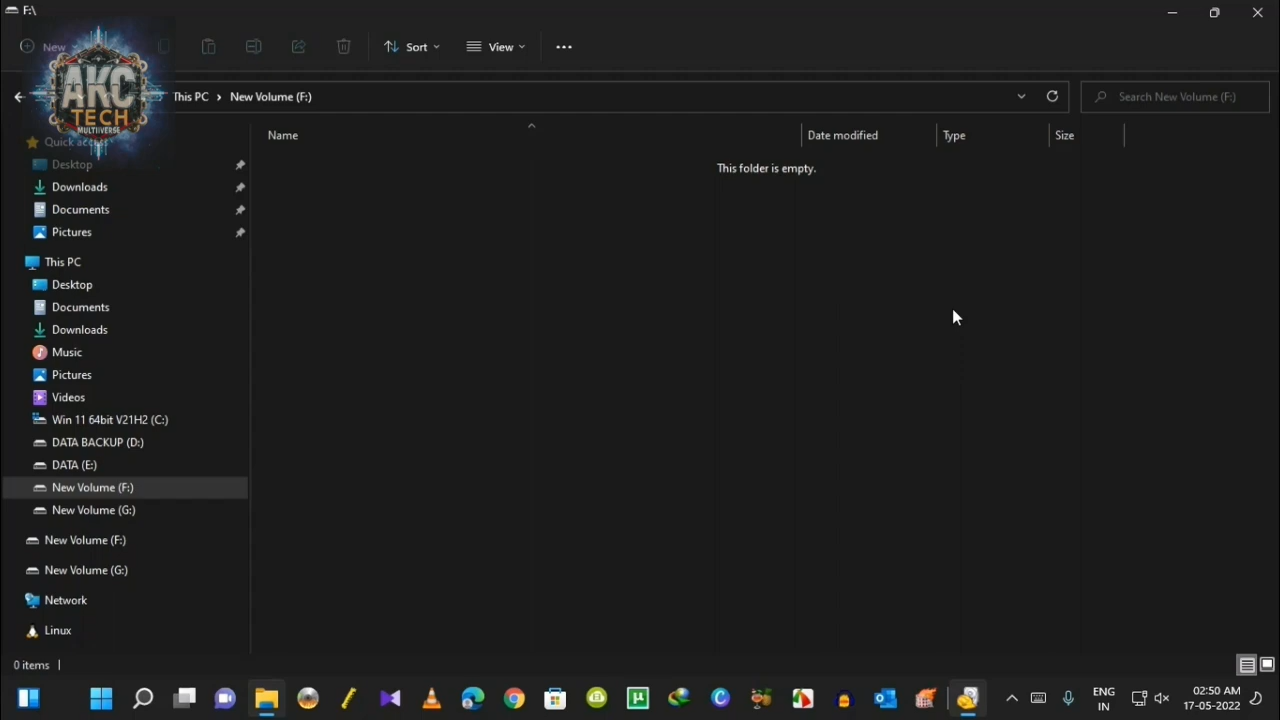 F:\
New
Sort
View
AKC
TECH
MULTIIVERSE
This PC > New Volume (F:)
Search New Volume (F:)
Name
Date modified
Type
Size
This folder is empty.
Quick access
Desktop
Downloads
Documents
Pictures
This PC
Desktop
Documents
Downloads
Music
Pictures
Videos
Win 11 64bit V21H2 (C:)
DATA BACKUP (D:)
DATA (E:)
New Volume (F:)
New Volume (G:)
New Volume (F:)
New Volume (G:)
Network
Linux
0 items
ENG
IN
02:50 AM
17-05-2022